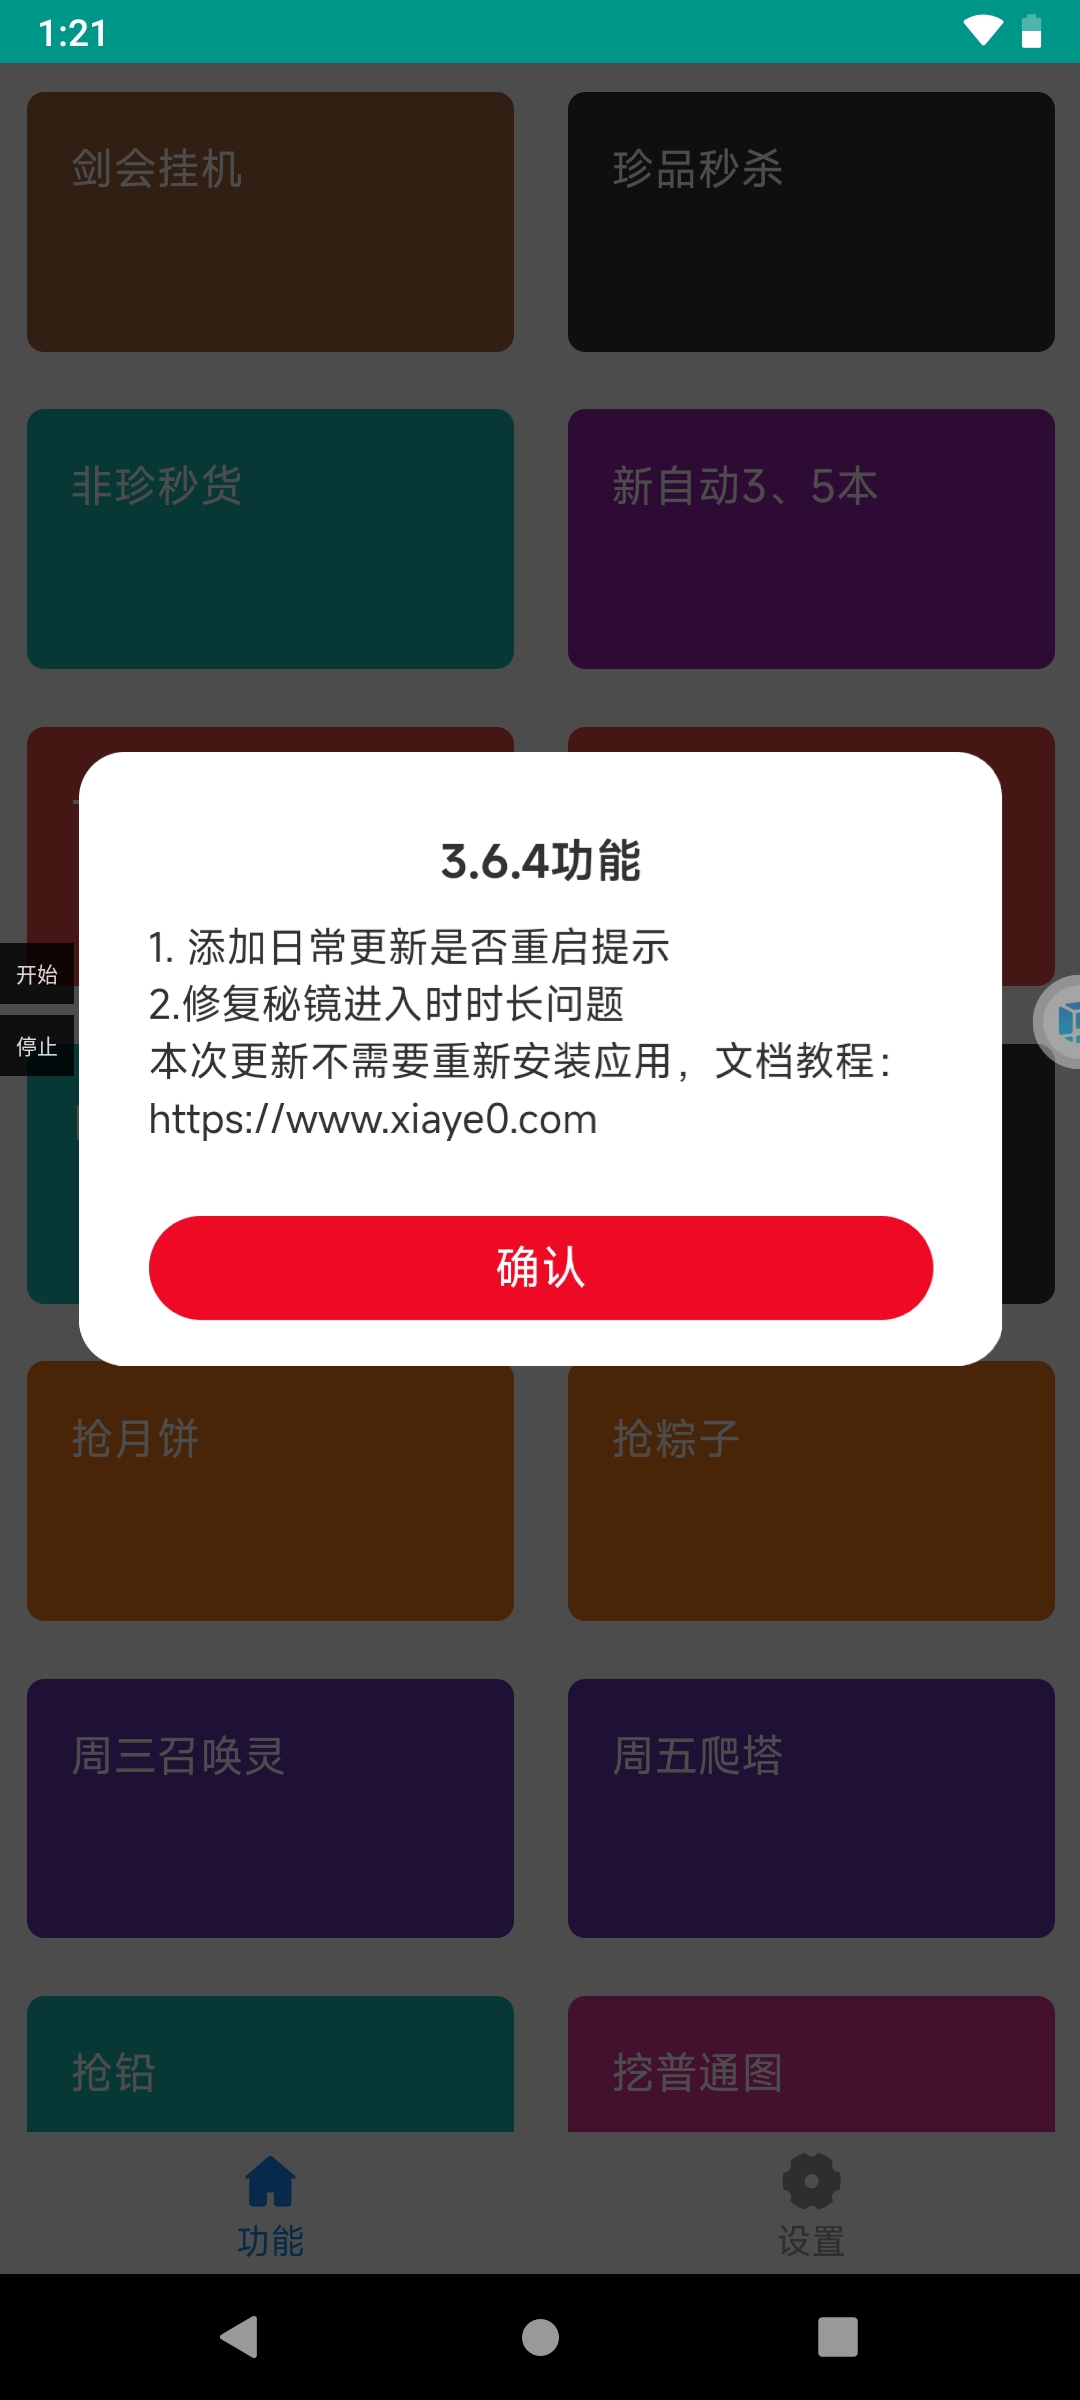 1:21
剑会挂机
珍品秒杀
非珍秒货
新自动3、5本
3.6.4功能
1. 添加日常更新是否重启提示
2.修复秘镜进入时时长问题
本次更新不需要重新安装应用，文档教程：
https://www.xiaye0.com
确认
开始
停止
抢月饼
抢粽子
周三召唤灵
周五爬塔
抢铅
挖普通图
功能
设置